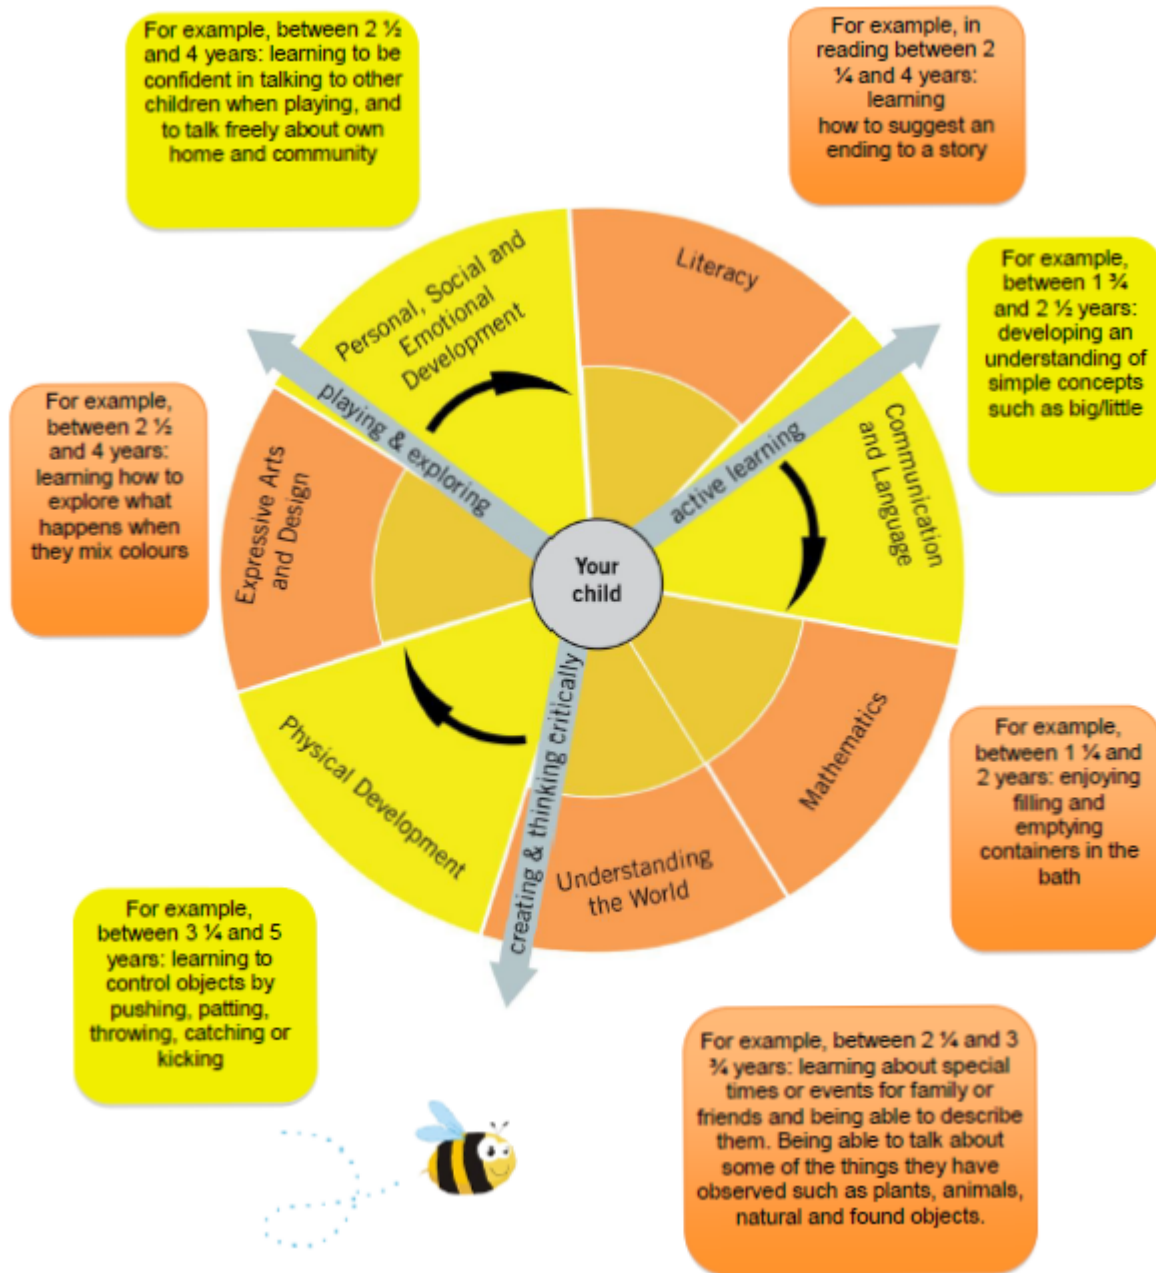 For example, between 2 ½
and 4 years: learning to be
confident in talking to other
children when playing, and
to talk freely about own
home and community
For example, in
reading between 2
¼ and 4 years:
learning
how to suggest an
ending to a story
Personal, Social and
Emotional
Development
Literacy
For example,
between 1 ¾
and 2 ½ years:
developing an
understanding of
simple concepts
such as big/little
For example,
between 2 ½
and 4 years:
learning how to
explore what
happens when
they mix colours
playing & exploring
active learning
Communication
and Language
Expressive Arts
and Design
Your
child
Physical Development
creating & thinking critically
Understanding
the World
Mathematics
For example,
between 1 ¼ and
2 years: enjoying
filling and
emptying
containers in the
bath
For example,
between 3 ¼ and 5
years: learning to
control objects by
pushing, patting,
throwing, catching or
kicking
For example, between 2 ¼ and 3
¾ years: learning about special
times or events for family or
friends and being able to describe
them. Being able to talk about
some of the things they have
observed such as plants, animals,
natural and found objects.